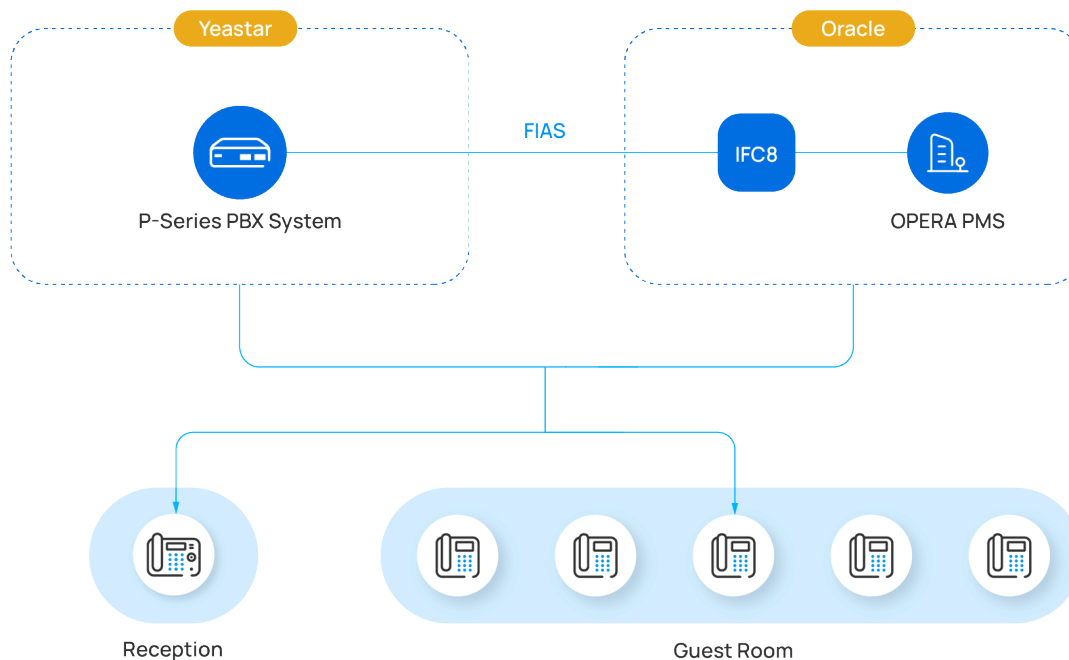 Yeastar
Oracle
FIAS
IFC8
P-Series PBX System
OPERA PMS
Reception
Guest Room